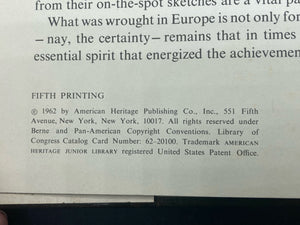 from their on-the-spot sketches are a vital pa
What was wrought in Europe is not only for
— nay, the certainty — remains that in times
essential spirit that energized the achieveme
FIFTH PRINTING
© 1962 by American Heritage Publishing Co., Inc., 551 Fifth
Avenue, New York, New York, 10017. All rights reserved under
Berne and Pan-American Copyright Conventions. Library of
Congress Catalog Card Number: 62-20100. Trademark AMERICAN
HERITAGE JUNIOR LIBRARY registered United States Patent Office.